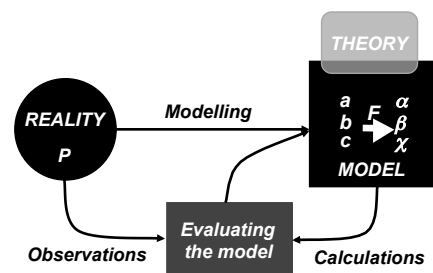 THEORY
REALITY
P
Modelling
a F α
b β
c χ
MODEL
Evaluating
the model
Observations
Calculations